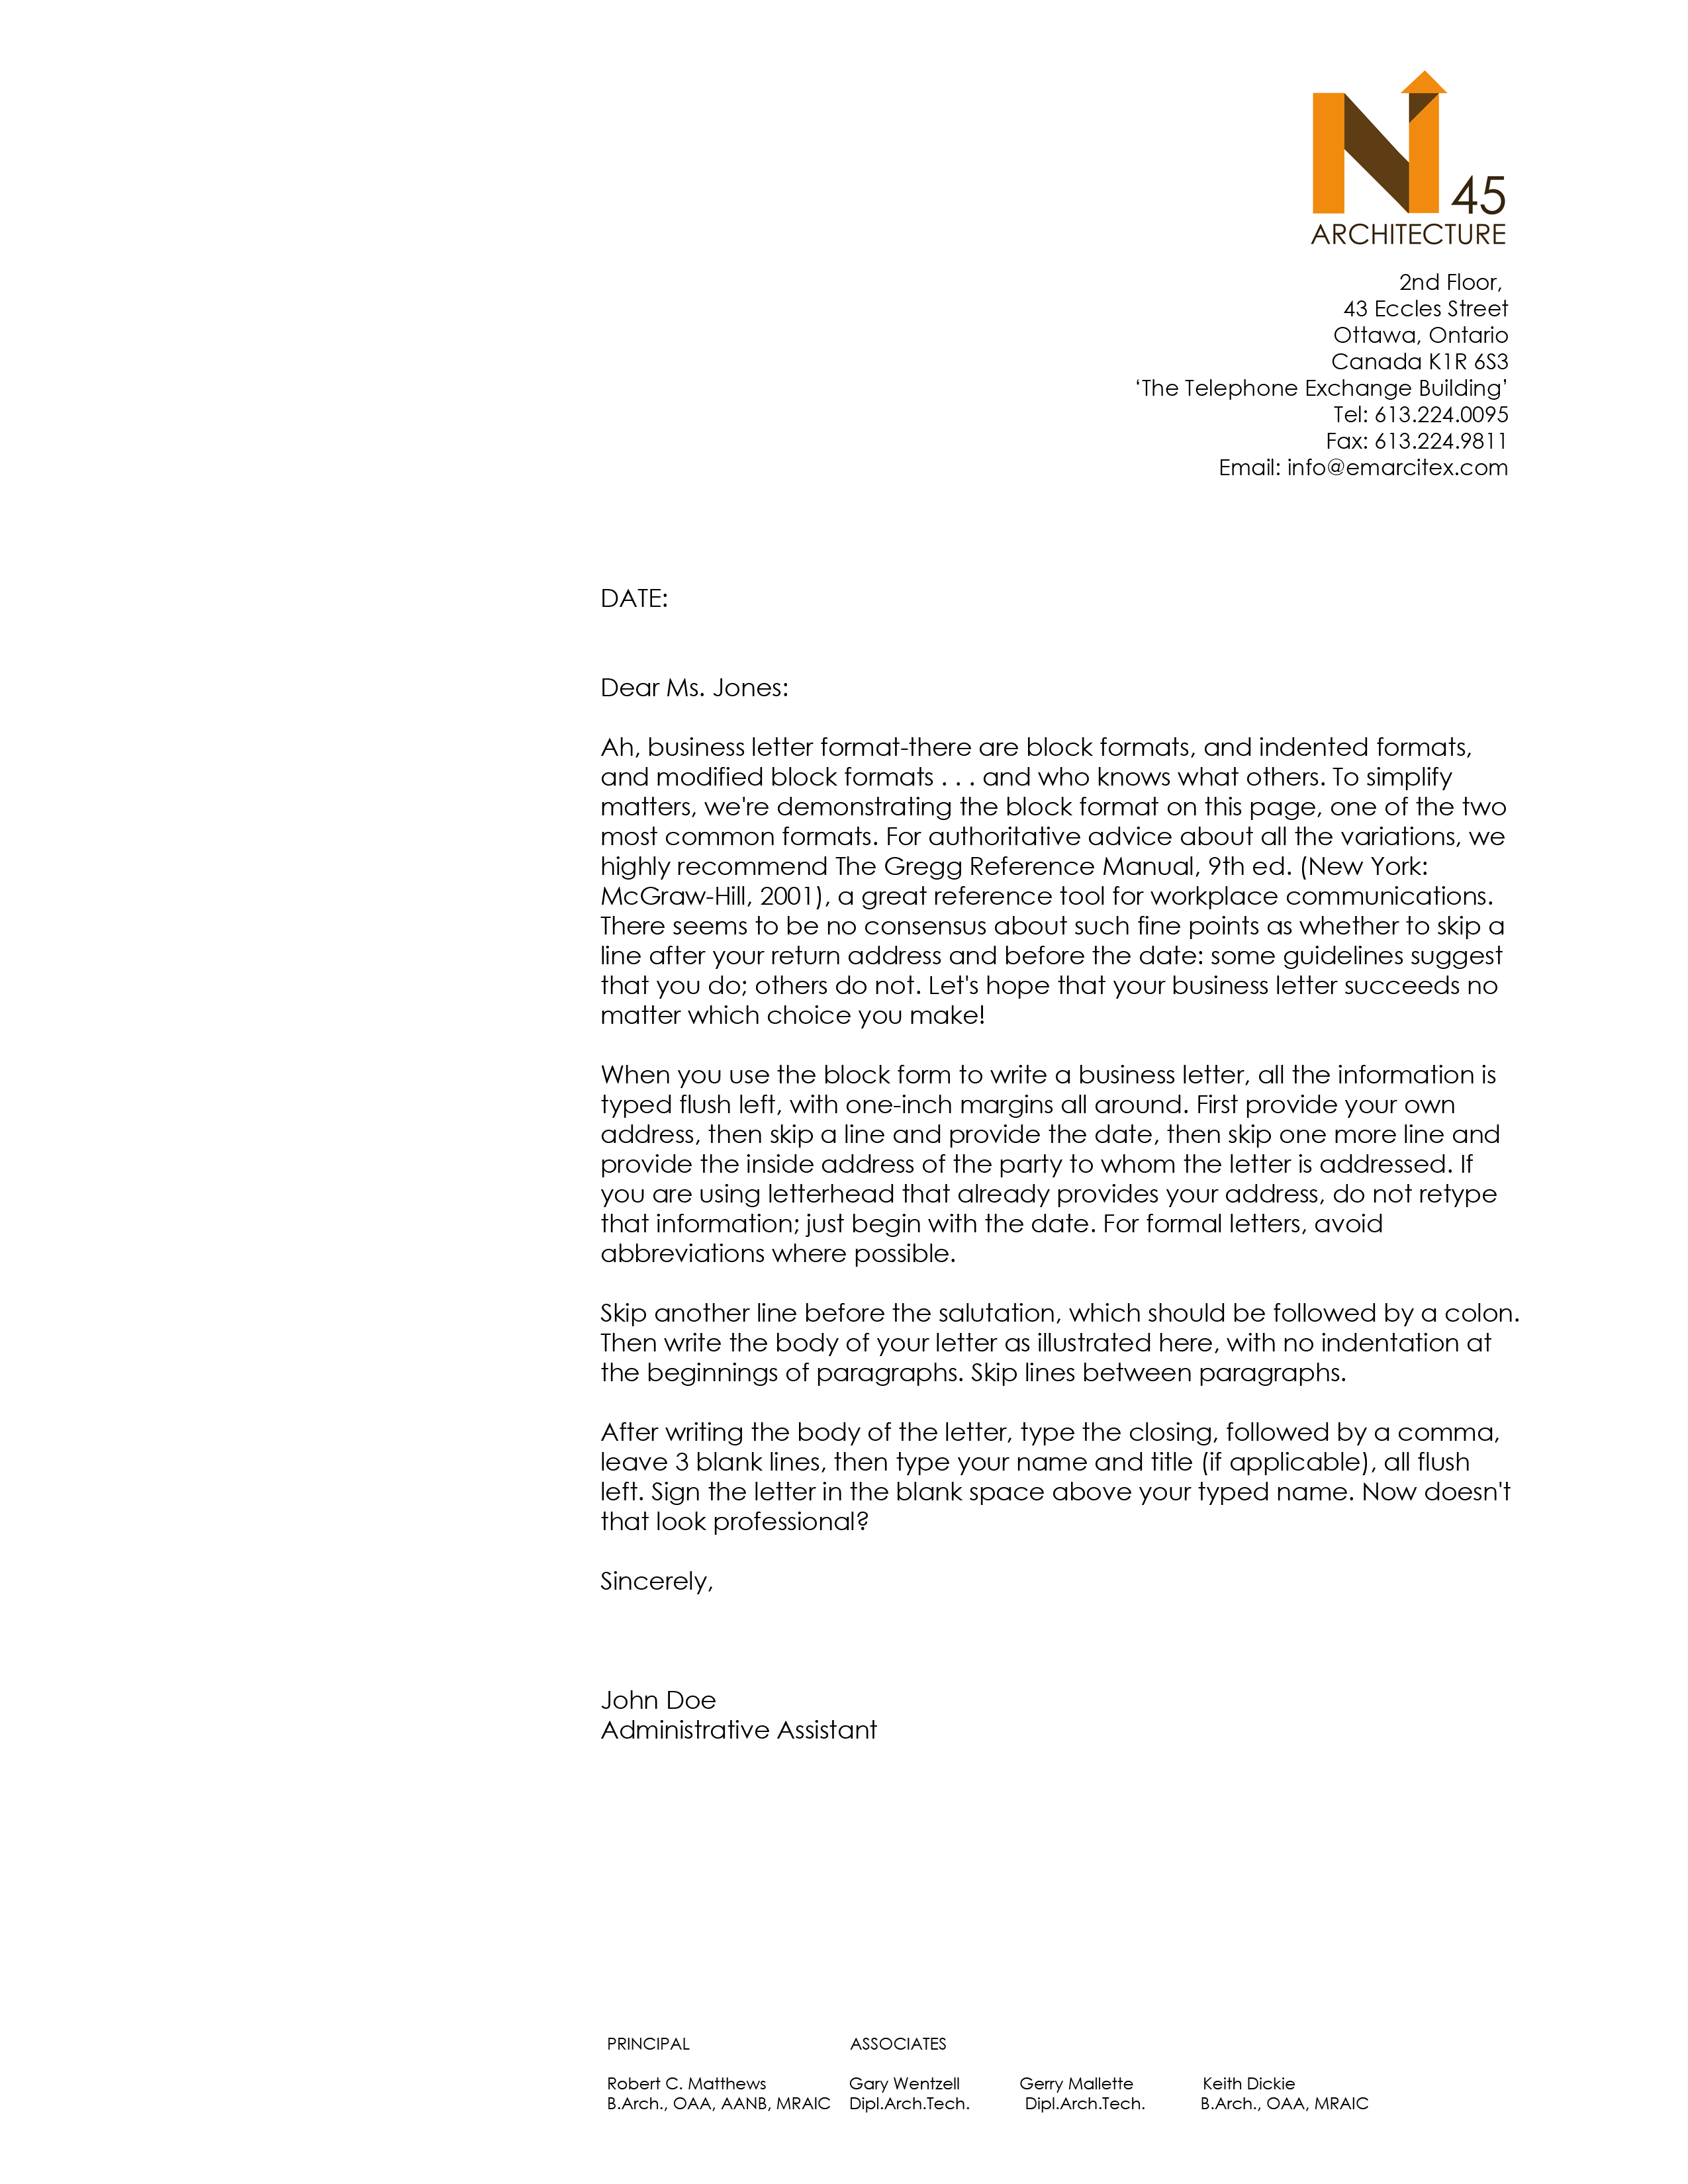 N 45
ARCHITECTURE
2nd Floor,
43 Eccles Street
Ottawa, Ontario
Canada K1R 6S3
‘The Telephone Exchange Building’
Tel: 613.224.0095
Fax: 613.224.9811
Email: info@emarcitex.com
DATE:
Dear Ms. Jones:
Ah, business letter format-there are block formats, and indented formats,
and modified block formats . . . and who knows what others. To simplify
matters, we're demonstrating the block format on this page, one of the two
most common formats. For authoritative advice about all the variations, we
highly recommend The Gregg Reference Manual, 9th ed. (New York:
McGraw-Hill, 2001), a great reference tool for workplace communications.
There seems to be no consensus about such fine points as whether to skip a
line after your return address and before the date: some guidelines suggest
that you do; others do not. Let's hope that your business letter succeeds no
matter which choice you make!
When you use the block form to write a business letter, all the information is
typed flush left, with one-inch margins all around. First provide your own
address, then skip a line and provide the date, then skip one more line and
provide the inside address of the party to whom the letter is addressed. If
you are using letterhead that already provides your address, do not retype
that information; just begin with the date. For formal letters, avoid
abbreviations where possible.
Skip another line before the salutation, which should be followed by a colon.
Then write the body of your letter as illustrated here, with no indentation at
the beginnings of paragraphs. Skip lines between paragraphs.
After writing the body of the letter, type the closing, followed by a comma,
leave 3 blank lines, then type your name and title (if applicable), all flush
left. Sign the letter in the blank space above your typed name. Now doesn't
that look professional?
Sincerely,
John Doe
Administrative Assistant
PRINCIPAL ASSOCIATES
Robert C. Matthews Gary Wentzell Gerry Mallette Keith Dickie
B.Arch., OAA, AANB, MRAIC Dipl.Arch.Tech. Dipl.Arch.Tech. B.Arch., OAA, MRAIC